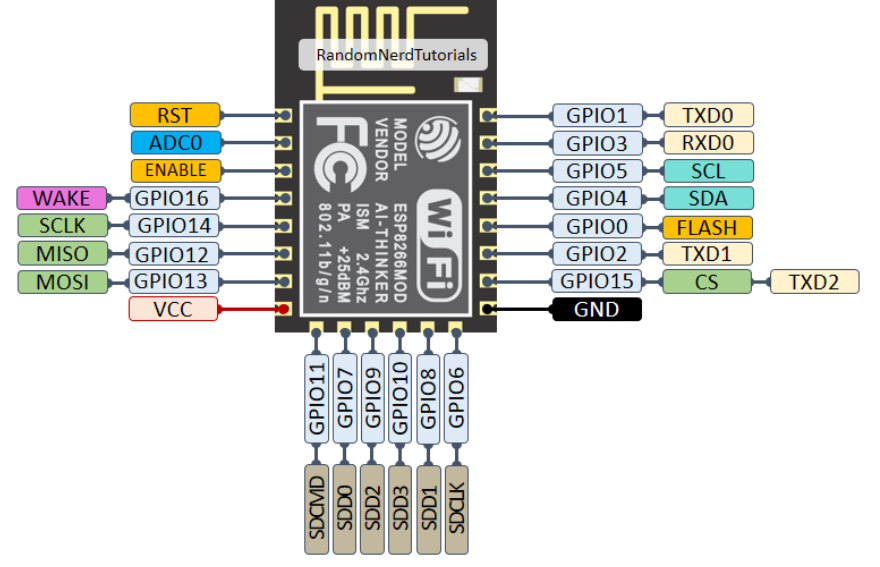 RandomNerdTutorials
RST
ADC0
ENABLE
WAKE GPIO16
SCLK GPIO14
MISO GPIO12
MOSI GPIO13
VCC
MODEL
VENDOR
ESP8266MOD
AI-THINKER
ISM 2.4Ghz
PA +25dBM
802.11b/g/n
FC
Wi Fi
GPIO1 TXD0
GPIO3 RXD0
GPIO5 SCL
GPIO4 SDA
GPIO0 FLASH
GPIO2 TXD1
GPIO15 CS TXD2
GND
GPIO11 SDCMD
GPIO7 SDD0
GPIO9 SDD2
GPIO10 SDD3
GPIO8 SDD1
GPIO6 SDCLK